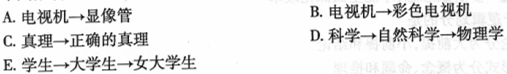 A. 电视机→显像管
B. 电视机→彩色电视机
C. 真理→正确的真理
D. 科学→自然科学→物理学
E. 学生→大学生→女大学生